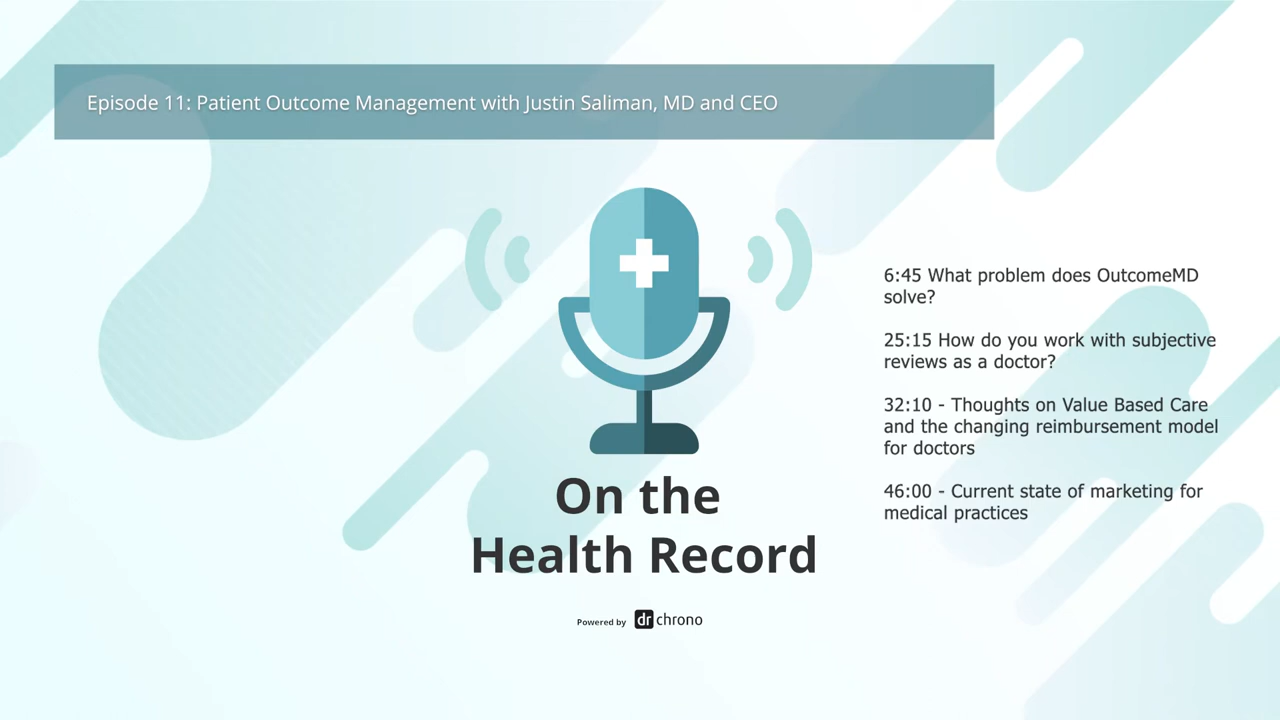 Episode 11: Patient Outcome Management with Justin Saliman, MD and CEO
6:45 What problem does OutcomeMD
solve?
25:15 How do you work with subjective
reviews as a doctor?
32:10 - Thoughts on Value Based Care
and the changing reimbursement model
for doctors
46:00 - Current state of marketing for
medical practices
On the
Health Record
Powered by dr chrono